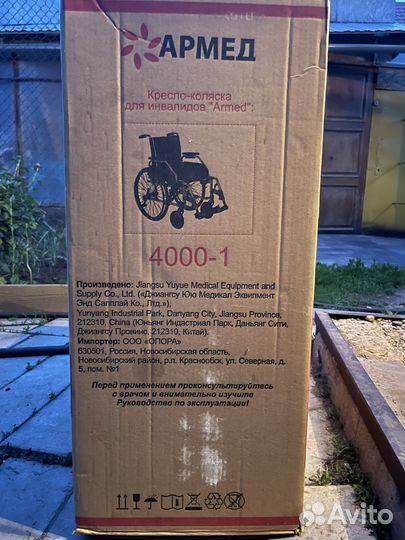 АРМЕД
Кресло-коляска
для инвалидов "Armed":
4000-1
Произведено: Jiangsu Yuyue Medical Equipment and
Supply Co., Ltd. («Джиангсу Юю Медикал Эквипмент
Энд Сапплай Ко., Лтд.»),
Yunyang Industrial Park, Danyang City, Jiangsu Province,
212310, China (Юньянг Индастриал Парк, Даньянг Сити,
Джиангсу Провинс, 212310, Китай).
Импортер: ООО «ОПОРА»
630501, Россия, Новосибирская область,
Новосибирский район, р.п. Краснообск, ул. Северная, д.
5, пом. №1
Перед применением проконсультируйтесь
с врачом и внимательно изучите
Руководство по эксплуатации!
Avito